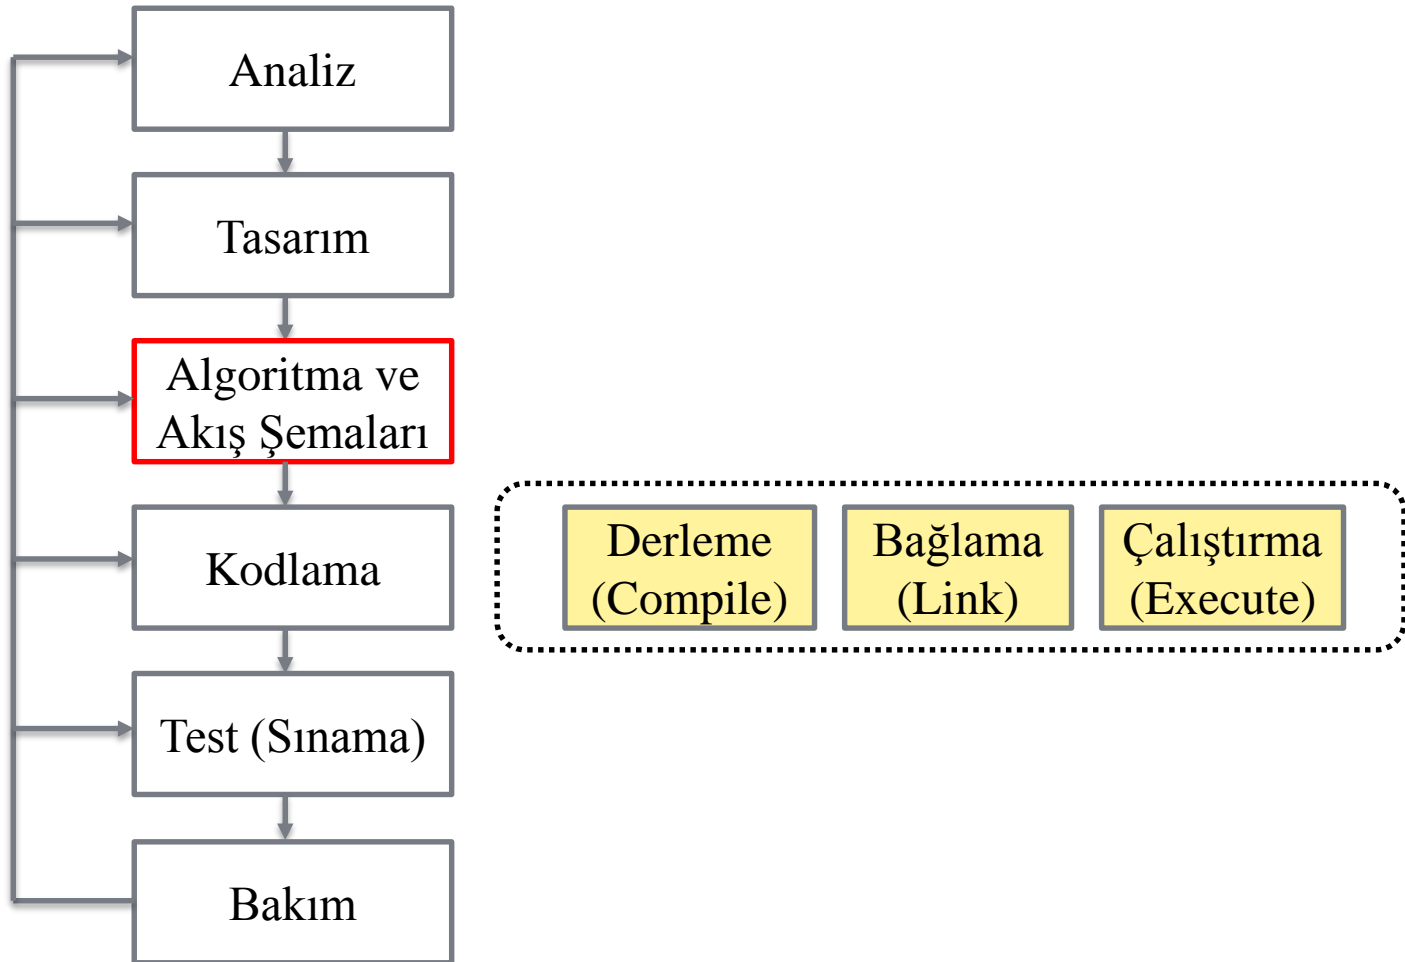 Analiz
Tasarım
Algoritma ve
Akış Şemaları
Kodlama
Derleme
(Compile)
Bağlama
(Link)
Çalıştırma
(Execute)
Test (Sınama)
Bakım